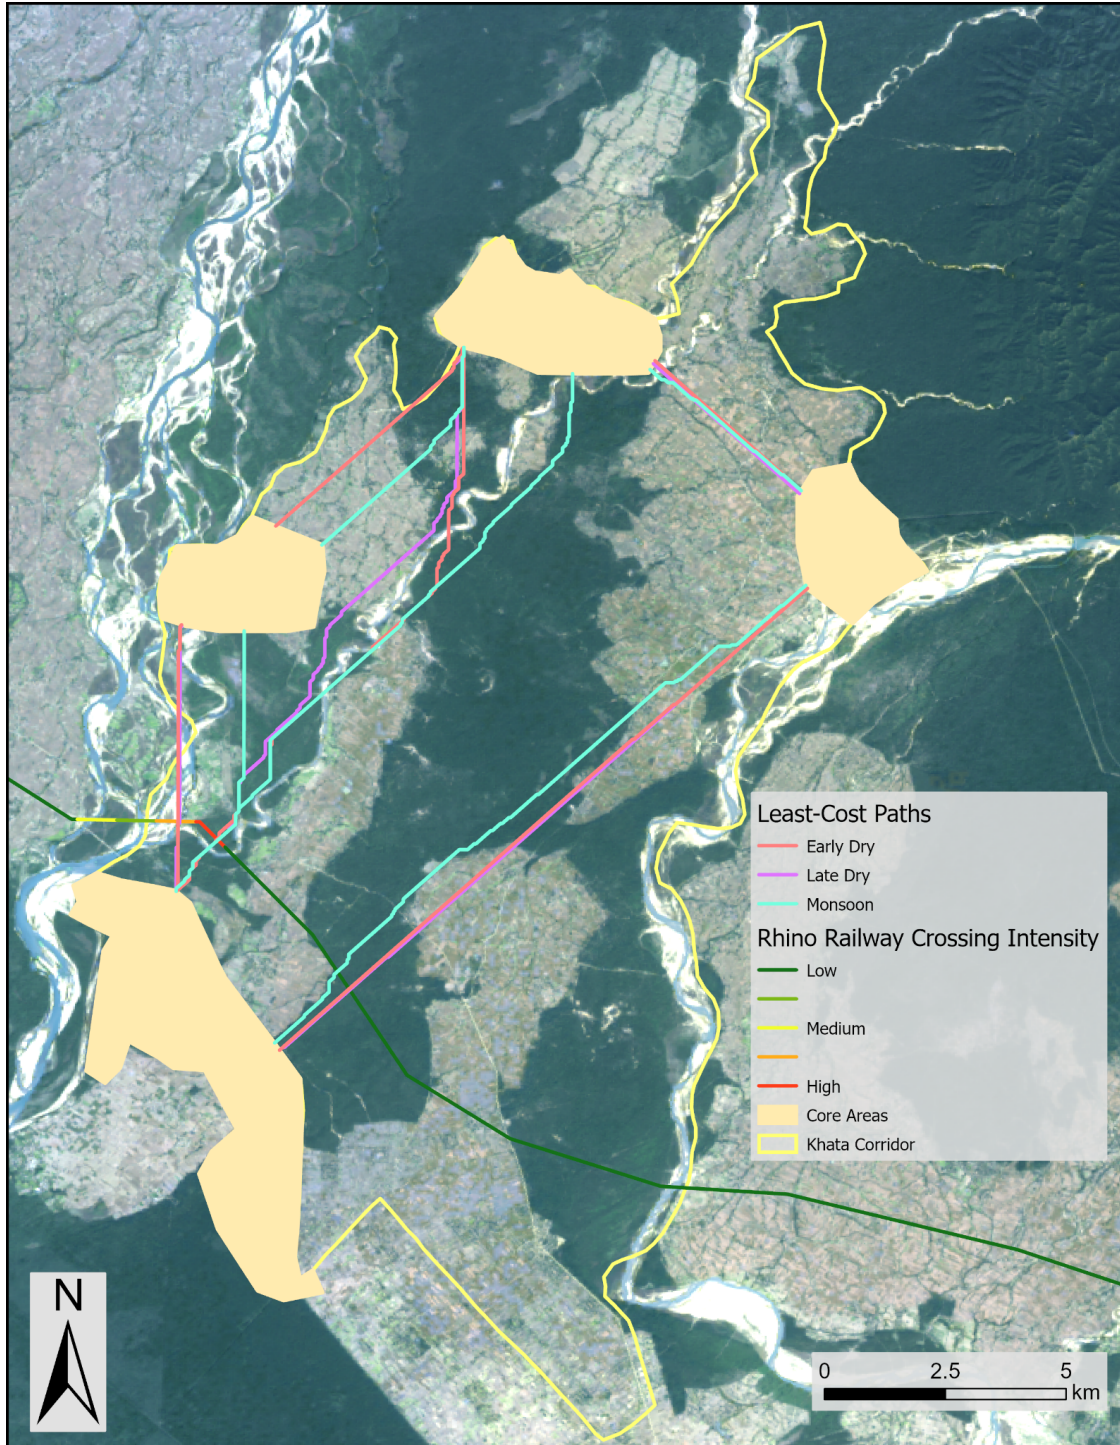 Least-Cost Paths
Early Dry
Late Dry
Monsoon
Rhino Railway Crossing Intensity
Low
Medium
High
Core Areas
Khata Corridor
N
0 2.5 5
km